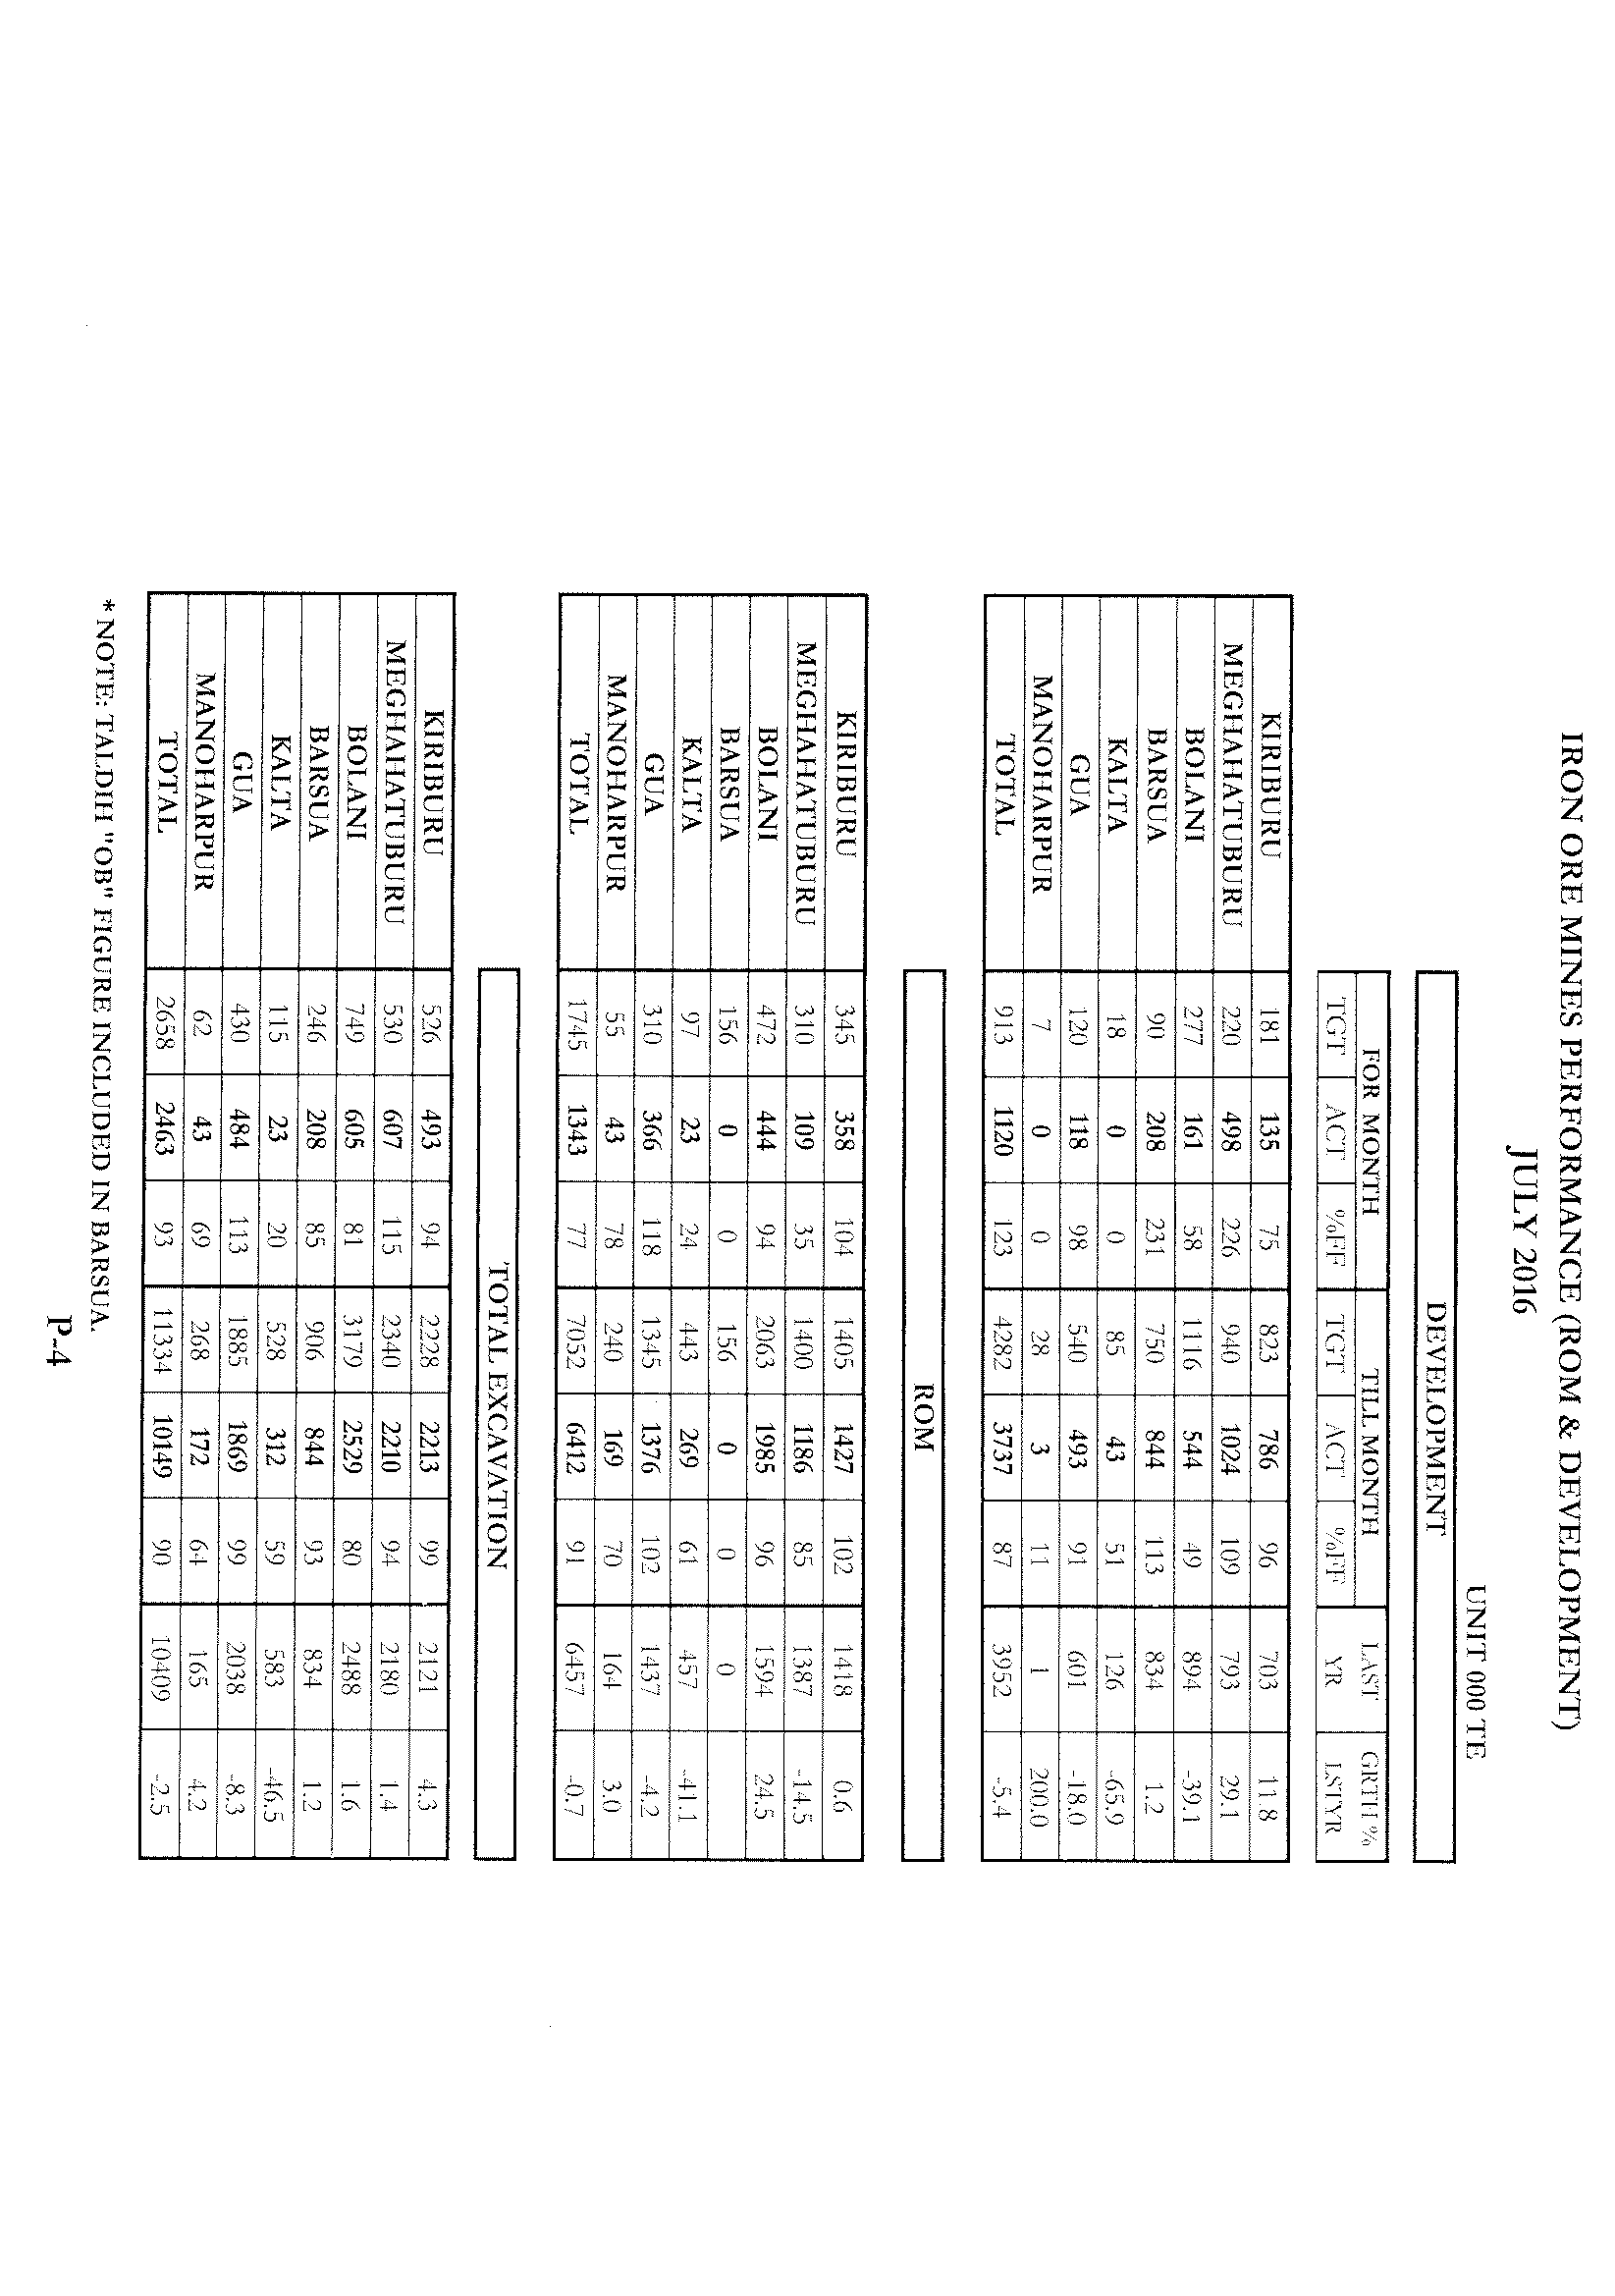 IRON ORE MINES PERFORMANCE (ROM & DEVELOPMENT)
JULY 2016
UNIT 000 TE
DEVELOPMENT
FOR MONTH TILL MONTH LAST GRTH %
TGT ACT %FF TGT ACT %FF YR LSTYR
KIRIBURU 181 135 75 823 786 96 703 11.8
MEGHAHATUBURU 220 498 226 940 1024 109 793 29.1
BOLANI 277 161 58 1116 544 49 894 -39.1
BARSUA 90 208 231 750 844 113 834 1.2
KALTA 18 0 0 85 43 51 126 -65.9
GUA 120 118 98 540 493 91 601 -18.0
MANOHARPUR 7 0 0 28 3 11 1 200.0
TOTAL 913 1120 123 4282 3737 87 3952 -5.4
ROM
KIRIBURU 345 358 104 1405 1427 102 1418 0.6
MEGHAHATUBURU 310 109 35 1400 1186 85 1387 -14.5
BOLANI 472 444 94 2063 1985 96 1594 24.5
BARSUA 156 0 0 156 0 0 0
KALTA 97 23 24 443 269 61 457 -41.1
GUA 310 366 118 1345 1376 102 1437 -4.2
MANOHARPUR 55 43 78 240 169 70 164 3.0
TOTAL 1745 1343 77 7052 6412 91 6457 -0.7
TOTAL EXCAVATION
KIRIBURU 526 493 94 2228 2213 99 2121 4.3
MEGHAHATUBURU 530 607 115 2340 2210 94 2180 1.4
BOLANI 749 605 81 3179 2529 80 2488 1.6
BARSUA 246 208 85 906 844 93 834 1.2
KALTA 115 23 20 528 312 59 583 -46.5
GUA 430 484 113 1885 1869 99 2038 -8.3
MANOHARPUR 62 43 69 268 172 64 165 4.2
TOTAL 2658 2463 93 11334 10149 90 10409 -2.5
* NOTE: TALDIH "OB" FIGURE INCLUDED IN BARSUA.
P-4